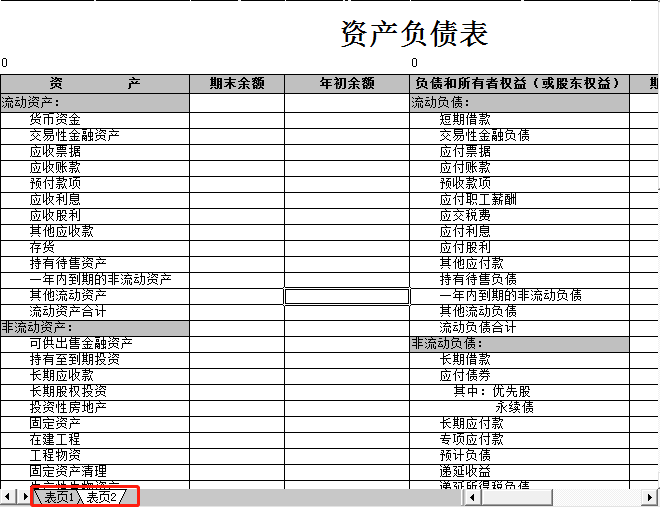 资产负债表
0 0
资 产 期末余额 年初余额 负债和所有者权益（或股东权益）
流动资产: 流动负债:
货币资金 短期借款
交易性金融资产 交易性金融负债
应收票据 应付票据
应收账款 应付账款
预付款项 预收款项
应收利息 应付职工薪酬
应收股利 应交税费
其他应收款 应付利息
存货 应付股利
持有待售资产 其他应付款
一年内到期的非流动资产 持有待售负债
其他流动资产 一年内到期的非流动负债
流动资产合计 其他流动负债
非流动资产: 流动负债合计
可供出售金融资产 非流动负债:
持有至到期投资 长期借款
长期应收款 应付债券
长期股权投资 其中: 优先股
投资性房地产 永续债
固定资产 长期应付款
在建工程 专项应付款
工程物资 预计负债
固定资产清理 递延收益
生产性生物资产 递延所得税负债
表页1 表页2